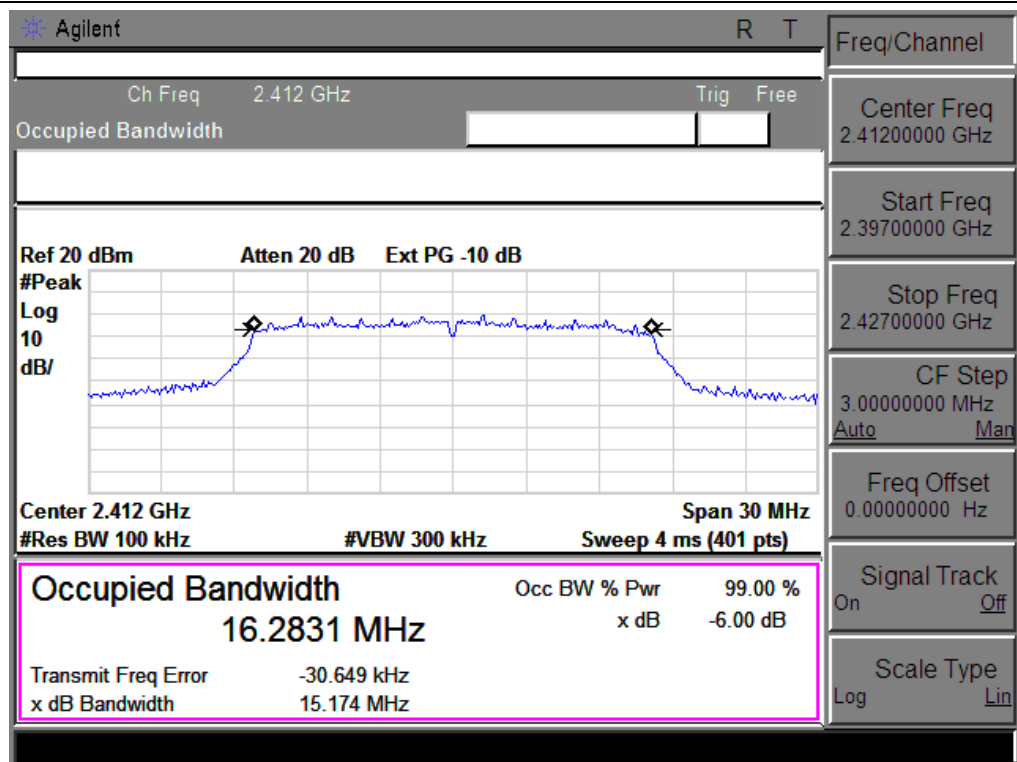 Agilent R T
Ch Freq 2.412 GHz Trig Free
Occupied Bandwidth
Ref 20 dBm Atten 20 dB Ext PG -10 dB
#Peak
Log
10
dB/
Center 2.412 GHz Span 30 MHz
#Res BW 100 kHz #VBW 300 kHz Sweep 4 ms (401 pts)
Occupied Bandwidth Occ BW % Pwr 99.00 %
16.2831 MHz x dB -6.00 dB
Transmit Freq Error -30.649 kHz
x dB Bandwidth 15.174 MHz
Freq/Channel
Center Freq
2.41200000 GHz
Start Freq
2.39700000 GHz
Stop Freq
2.42700000 GHz
CF Step
3.00000000 MHz
Auto Man
Freq Offset
0.00000000 Hz
Signal Track
On Off
Scale Type
Log Lin